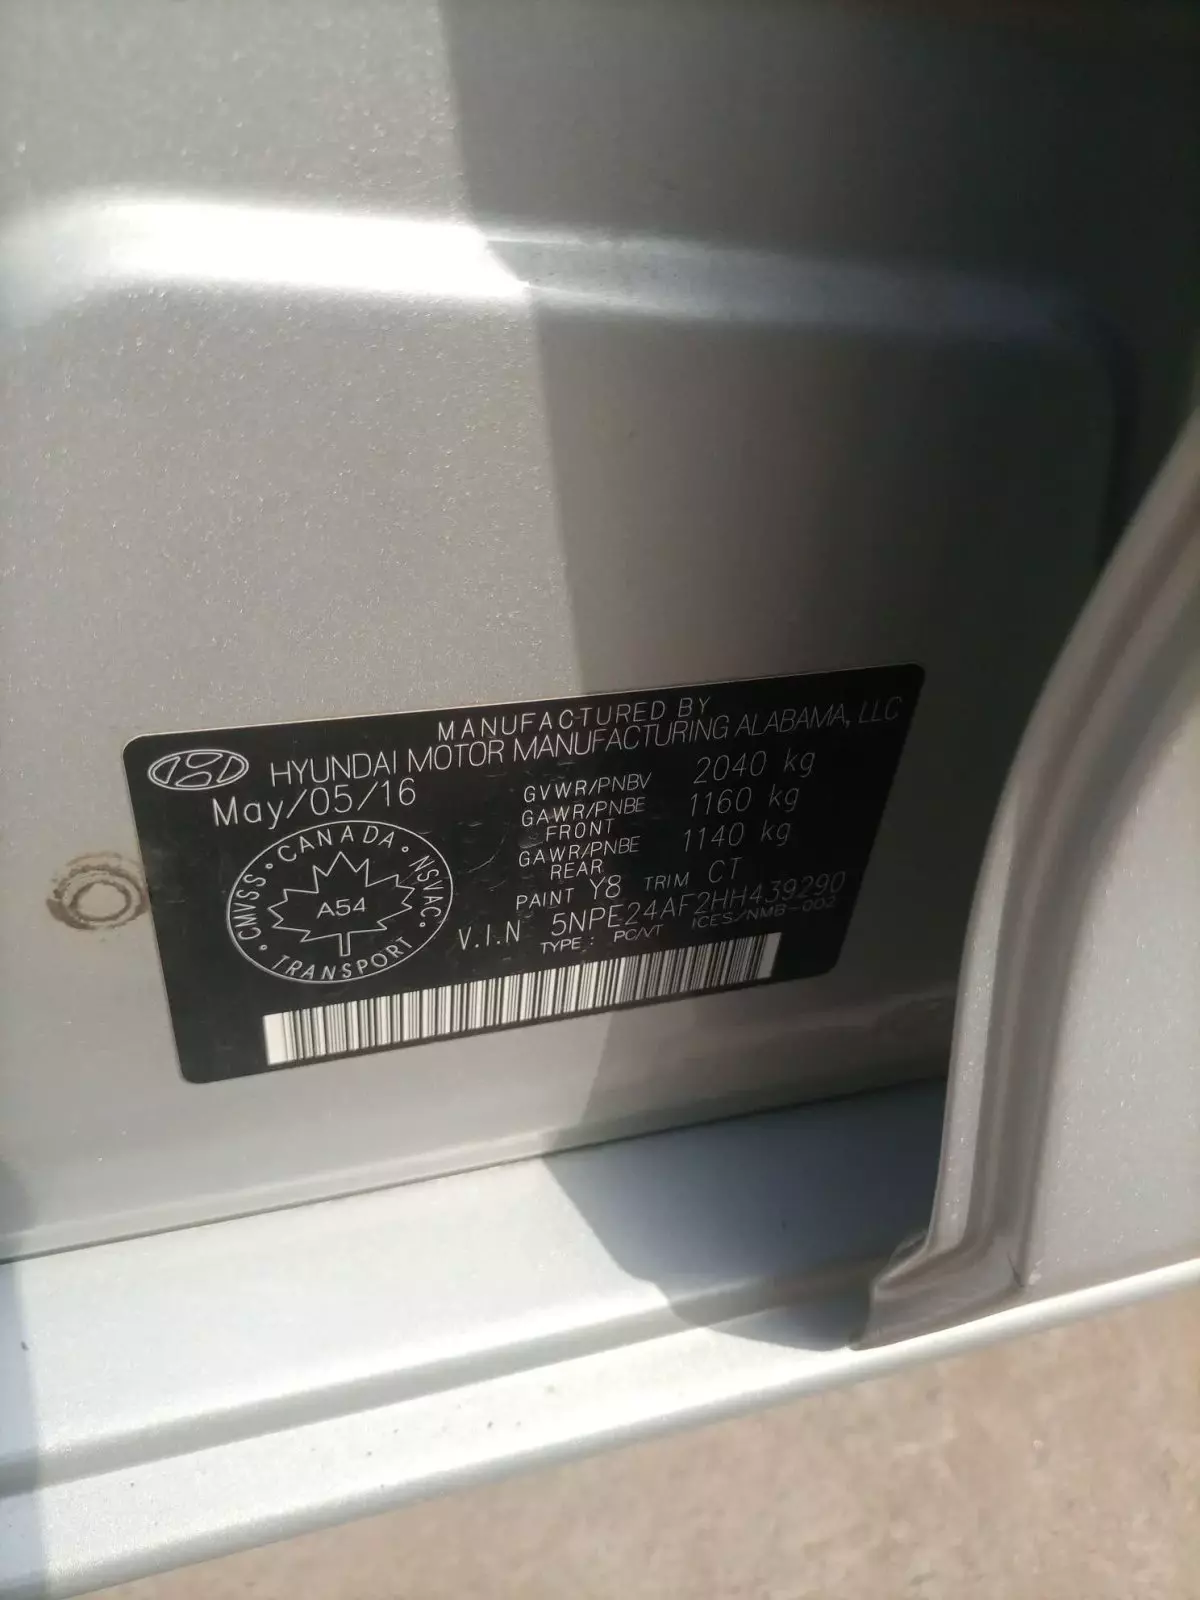 MANUFACTURED BY
HYUNDAI MOTOR MANUFACTURING ALABAMA, LLC
May/05/16
GVWR/PNBV 2040 kg
GAWR/PNBE FRONT 1160 kg
GAWR/PNBE REAR 1140 kg
PAINT Y8 TRIM CT
V.I.N 5NPE24AF2HH439290
TYPE: PC/VT ICES/NMB-002
CANADA · NSVAC · TRANSPORT · CMVSS ·
A54